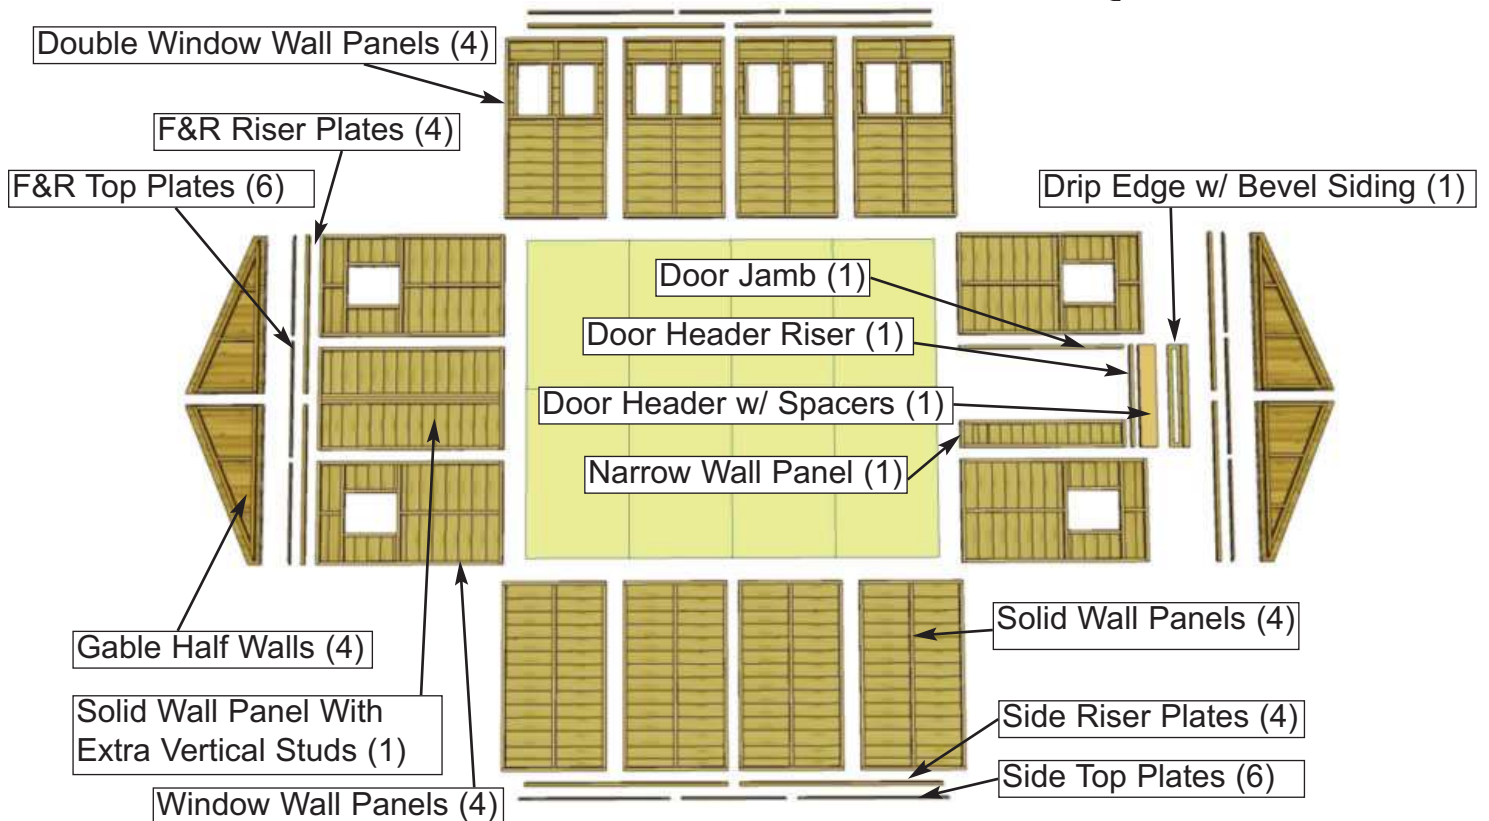 Double Window Wall Panels (4)
F&R Riser Plates (4)
F&R Top Plates (6)
Drip Edge w/ Bevel Siding (1)
Door Jamb (1)
Door Header Riser (1)
Door Header w/ Spacers (1)
Narrow Wall Panel (1)
Gable Half Walls (4)
Solid Wall Panels (4)
Solid Wall Panel With
Extra Vertical Studs (1)
Side Riser Plates (4)
Side Top Plates (6)
Window Wall Panels (4)